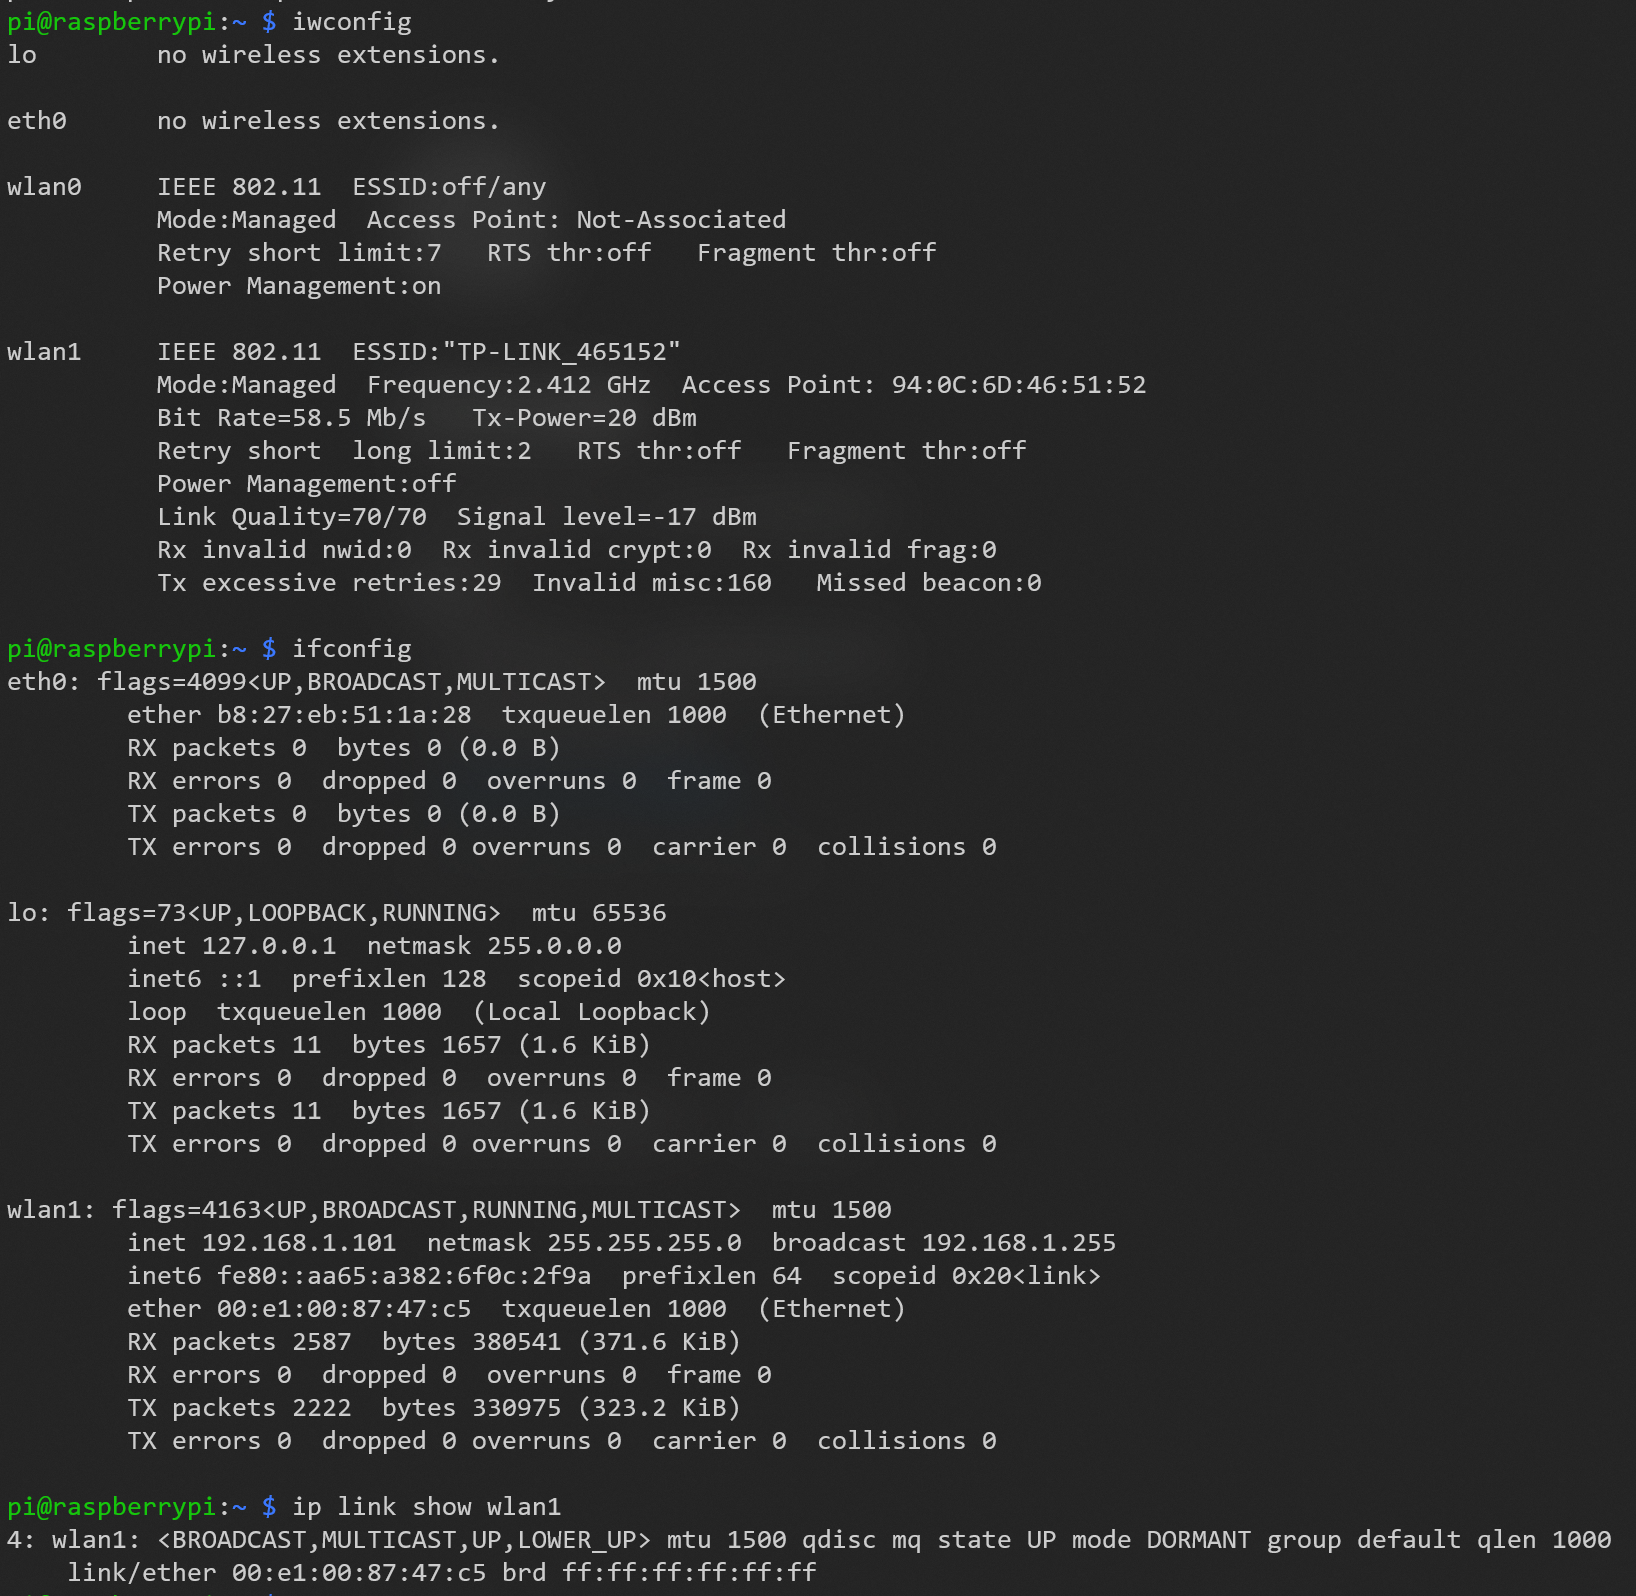 pi@raspberrypi:~ $ iwconfig
lo        no wireless extensions.
eth0      no wireless extensions.
wlan0     IEEE 802.11  ESSID:off/any
          Mode:Managed  Access Point: Not-Associated
          Retry short limit:7   RTS thr:off   Fragment thr:off
          Power Management:on
wlan1     IEEE 802.11  ESSID:"TP-LINK_465152"
          Mode:Managed  Frequency:2.412 GHz  Access Point: 94:0C:6D:46:51:52
          Bit Rate=58.5 Mb/s   Tx-Power=20 dBm
          Retry short  long limit:2   RTS thr:off   Fragment thr:off
          Power Management:off
          Link Quality=70/70  Signal level=-17 dBm
          Rx invalid nwid:0  Rx invalid crypt:0  Rx invalid frag:0
          Tx excessive retries:29  Invalid misc:160   Missed beacon:0
pi@raspberrypi:~ $ ifconfig
eth0: flags=4099<UP,BROADCAST,MULTICAST>  mtu 1500
        ether b8:27:eb:51:1a:28  txqueuelen 1000  (Ethernet)
        RX packets 0  bytes 0 (0.0 B)
        RX errors 0  dropped 0  overruns 0  frame 0
        TX packets 0  bytes 0 (0.0 B)
        TX errors 0  dropped 0 overruns 0  carrier 0  collisions 0
lo: flags=73<UP,LOOPBACK,RUNNING>  mtu 65536
        inet 127.0.0.1  netmask 255.0.0.0
        inet6 ::1  prefixlen 128  scopeid 0x10<host>
        loop  txqueuelen 1000  (Local Loopback)
        RX packets 11  bytes 1657 (1.6 KiB)
        RX errors 0  dropped 0  overruns 0  frame 0
        TX packets 11  bytes 1657 (1.6 KiB)
        TX errors 0  dropped 0 overruns 0  carrier 0  collisions 0
wlan1: flags=4163<UP,BROADCAST,RUNNING,MULTICAST>  mtu 1500
        inet 192.168.1.101  netmask 255.255.255.0  broadcast 192.168.1.255
        inet6 fe80::aa65:a382:6f0c:2f9a  prefixlen 64  scopeid 0x20<link>
        ether 00:e1:00:87:47:c5  txqueuelen 1000  (Ethernet)
        RX packets 2587  bytes 380541 (371.6 KiB)
        RX errors 0  dropped 0  overruns 0  frame 0
        TX packets 2222  bytes 330975 (323.2 KiB)
        TX errors 0  dropped 0 overruns 0  carrier 0  collisions 0
pi@raspberrypi:~ $ ip link show wlan1
4: wlan1: <BROADCAST,MULTICAST,UP,LOWER_UP> mtu 1500 qdisc mq state UP mode DORMANT group default qlen 1000
    link/ether 00:e1:00:87:47:c5 brd ff:ff:ff:ff:ff:ff